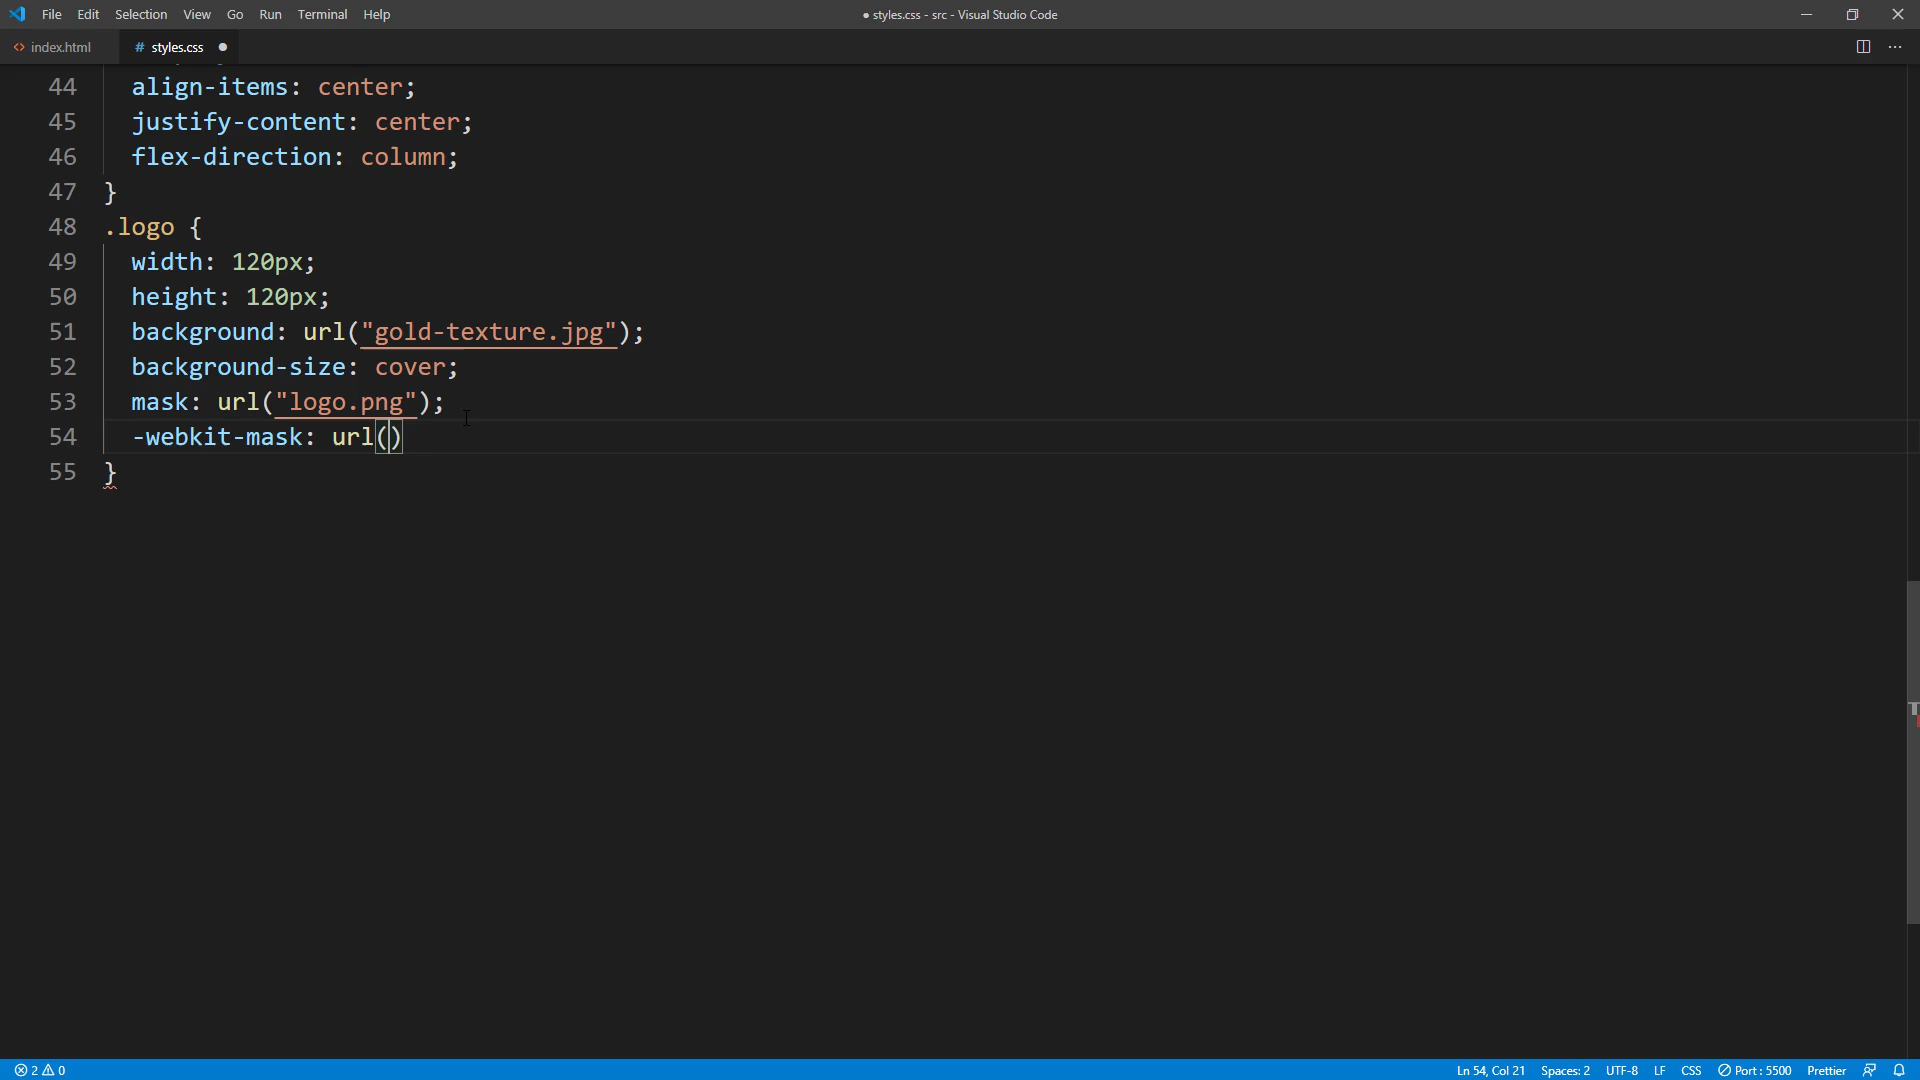 File Edit Selection View Go Run Terminal Help
● styles.css - src - Visual Studio Code
index.html
# styles.css ●
44 align-items: center;
45 justify-content: center;
46 flex-direction: column;
47 }
48 .logo {
49 width: 120px;
50 height: 120px;
51 background: url("gold-texture.jpg");
52 background-size: cover;
53 mask: url("logo.png");
54 -webkit-mask: url()
55 }
2 0
Ln 54, Col 21 Spaces: 2 UTF-8 LF CSS Port : 5500 Prettier